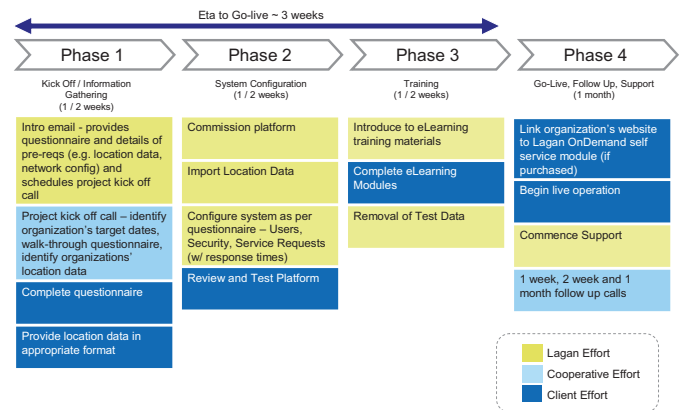 Eta to Go-live ~ 3 weeks
Phase 1
Phase 2
Phase 3
Phase 4
Kick Off / Information
Gathering
(1 / 2 weeks)
System Configuration
(1 / 2 weeks)
Training
(1 / 2 weeks)
Go-Live, Follow Up, Support
(1 month)
Intro email - provides
questionnaire and details of
pre-reqs (e.g. location data,
network config) and
schedules project kick off
call
Project kick off call – identify
organization's target dates,
walk-through questionnaire,
identify organizations'
location data
Complete questionnaire
Provide location data in
appropriate format
Commission platform
Import Location Data
Configure system as per
questionnaire – Users,
Security, Service Requests
(w/ response times)
Review and Test Platform
Introduce to eLearning
training materials
Complete eLearning
Modules
Removal of Test Data
Link organization's website
to Lagan OnDemand self
service module (if
purchased)
Begin live operation
Commence Support
1 week, 2 week and 1
month follow up calls
Lagan Effort
Cooperative Effort
Client Effort